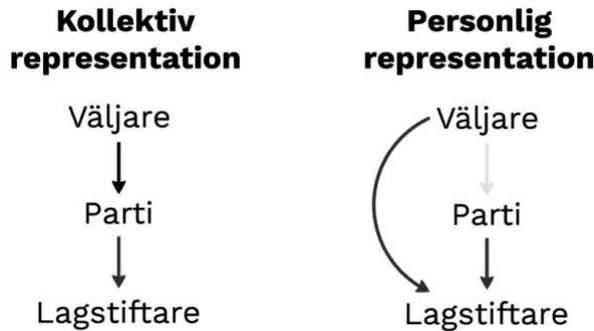 Kollektiv
representation
Väljare
Parti
Lagstiftare
Personlig
representation
Väljare
Parti
Lagstiftare